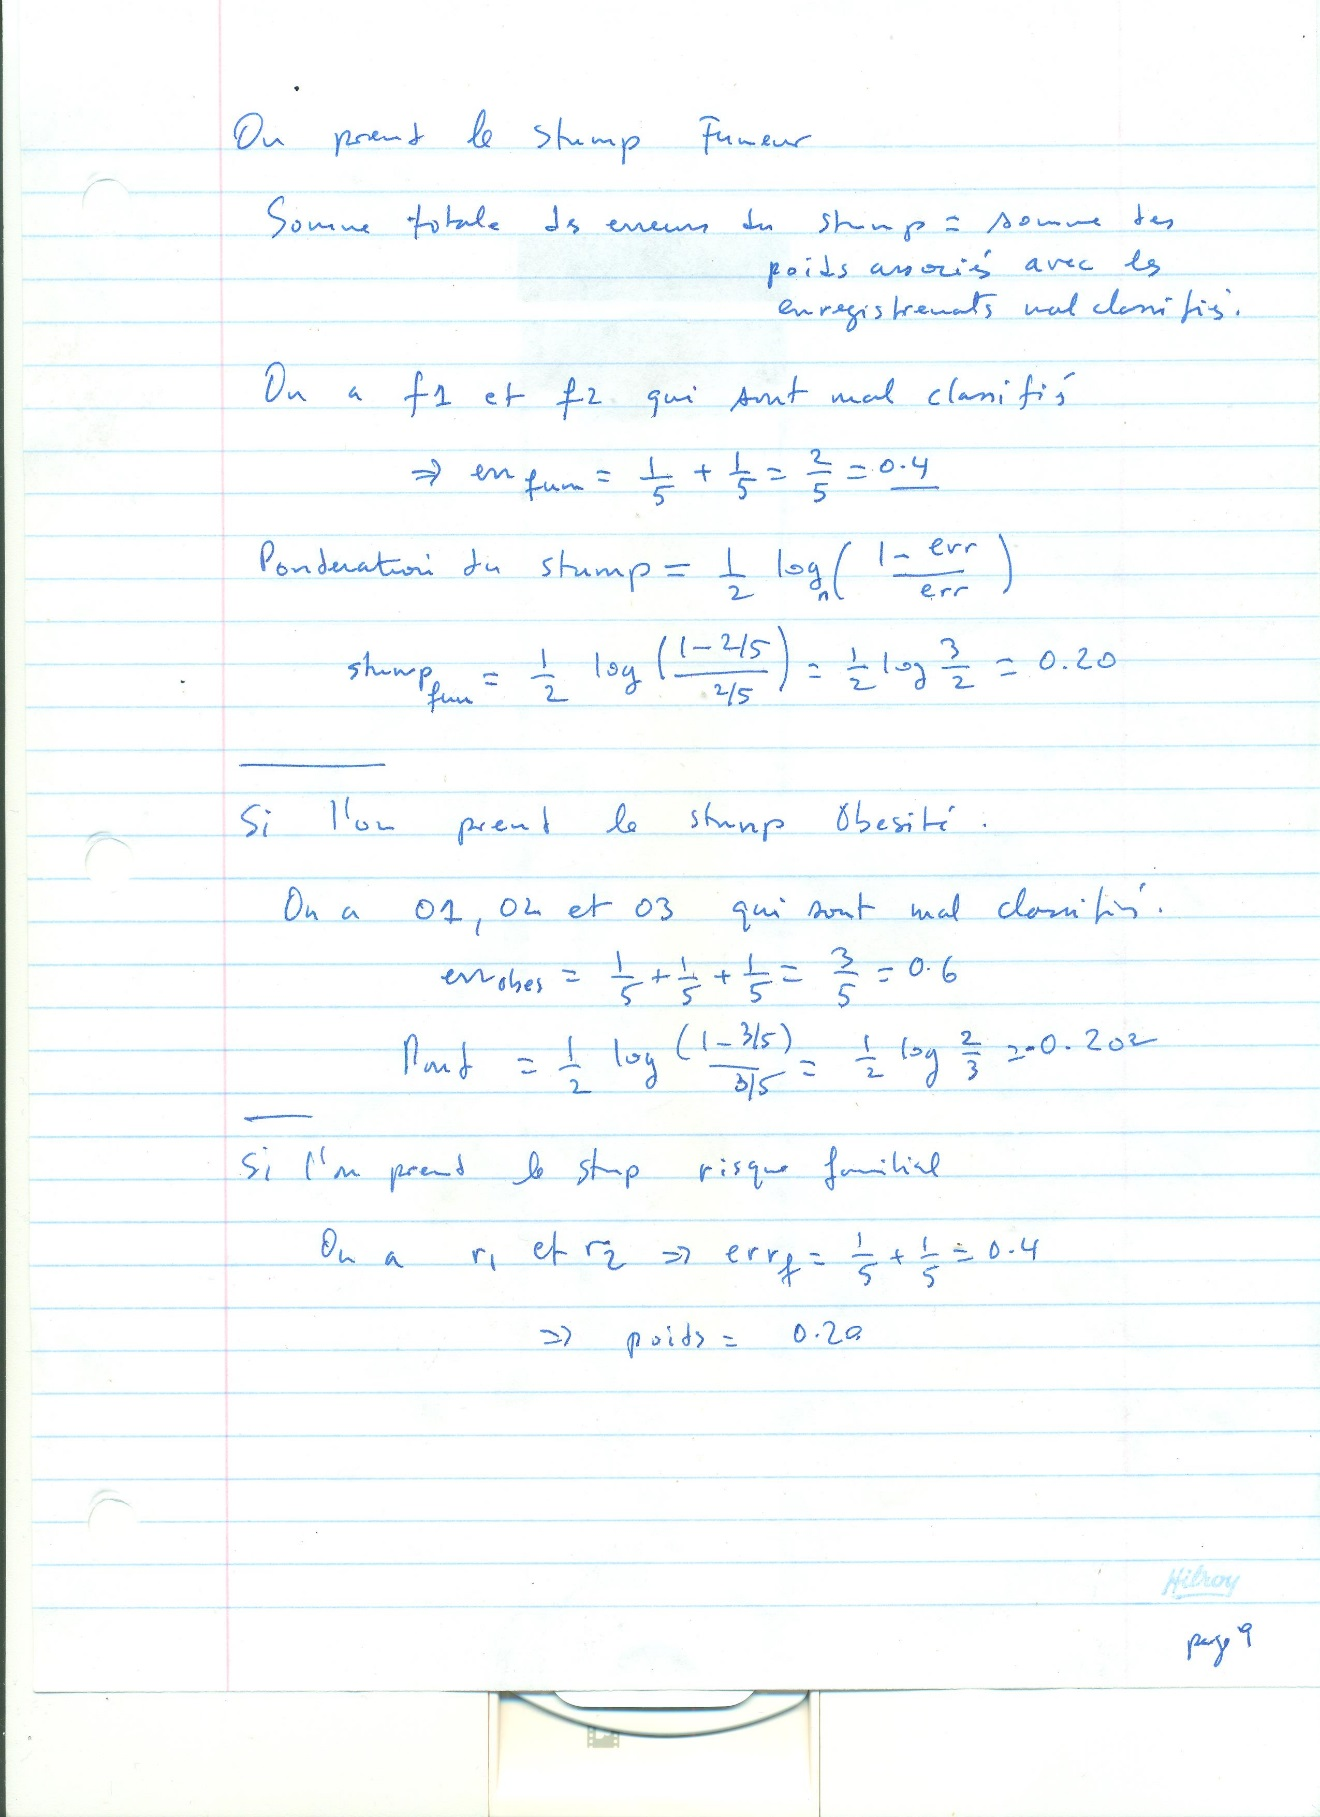 On prend le stump Fumeur
Somme totale ds erreurs du stump = somme des
poids associés avec les
enregistrements mal classifiés.
On a f1 et f2 qui sont mal classifiés
⇒ err fum = 1/5 + 1/5 = 2/5 = 0.4
Ponderation du stump = 1/2 log n ( (1 - err) / err )
stump fum = 1/2 log ( (1 - 2/5) / (2/5) ) = 1/2 log 3/2 = 0.20
Si l'on prend le stump Obesité.
On a 01, 02 et 03 qui sont mal classifiés.
err obes = 1/5 + 1/5 + 1/5 = 3/5 = 0.6
Pond = 1/2 log ( (1 - 3/5) / (3/5) ) = 1/2 log 2/3 = -0.202
Si l'on prend le stump risque familial
On a r1 et r2 ⇒ err f = 1/5 + 1/5 = 0.4
⇒ poids = 0.20
Hilroy
page 9